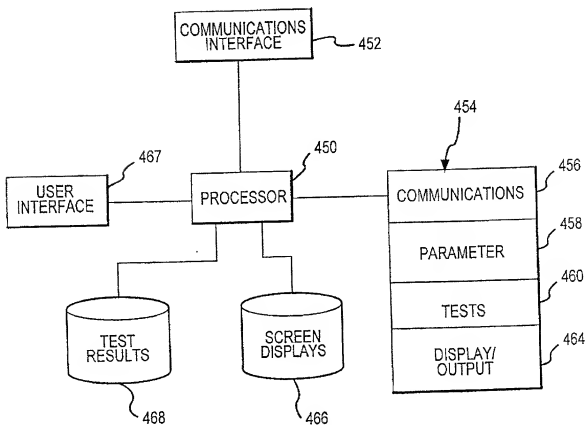 COMMUNICATIONS
INTERFACE
452
454
467
450
456
USER
INTERFACE
PROCESSOR
COMMUNICATIONS
458
PARAMETER
460
TESTS
TEST
RESULTS
SCREEN
DISPLAYS
DISPLAY/
OUTPUT
464
468
466